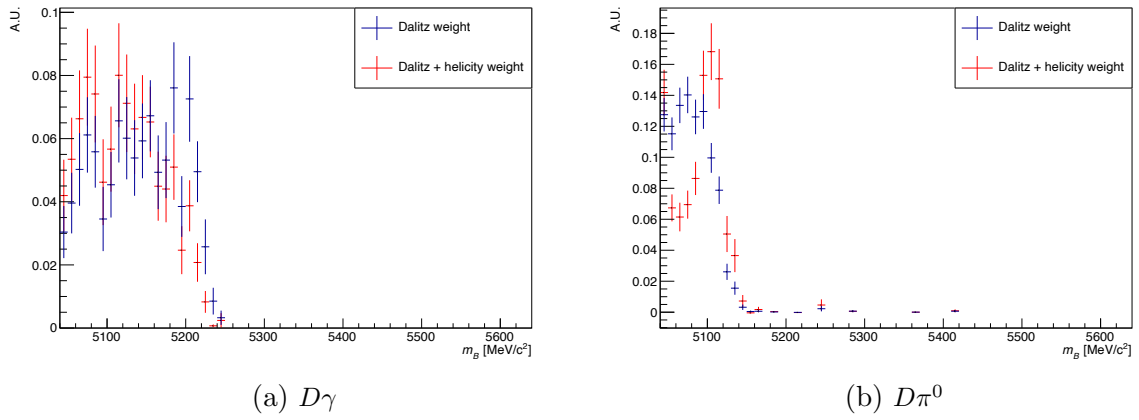 A.U.
0.1
0.08
0.06
0.04
0.02
0
5100
5200
5300
5400
5500
5600
m_B [MeV/c²]
Dalitz weight
Dalitz + helicity weight
(a) Dγ
A.U.
0.18
0.16
0.14
0.12
0.1
0.08
0.06
0.04
0.02
0
5100
5200
5300
5400
5500
5600
m_B [MeV/c²]
Dalitz weight
Dalitz + helicity weight
(b) Dπ⁰